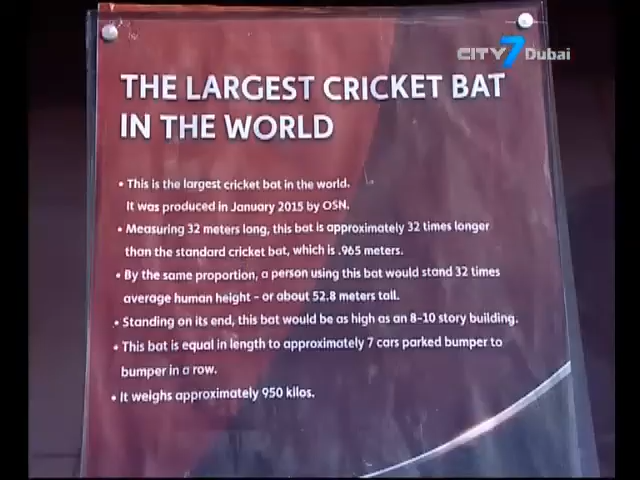 CITY7Dubai
THE LARGEST CRICKET BAT
IN THE WORLD
• This is the largest cricket bat in the world.
It was produced in January 2015 by OSN.
• Measuring 32 meters long, this bat is approximately 32 times longer
than the standard cricket bat, which is .965 meters.
• By the same proportion, a person using this bat would stand 32 times
average human height – or about 52.8 meters tall.
• Standing on its end, this bat would be as high as an 8-10 story building.
• This bat is equal in length to approximately 7 cars parked bumper to
bumper in a row.
• It weighs approximately 950 kilos.